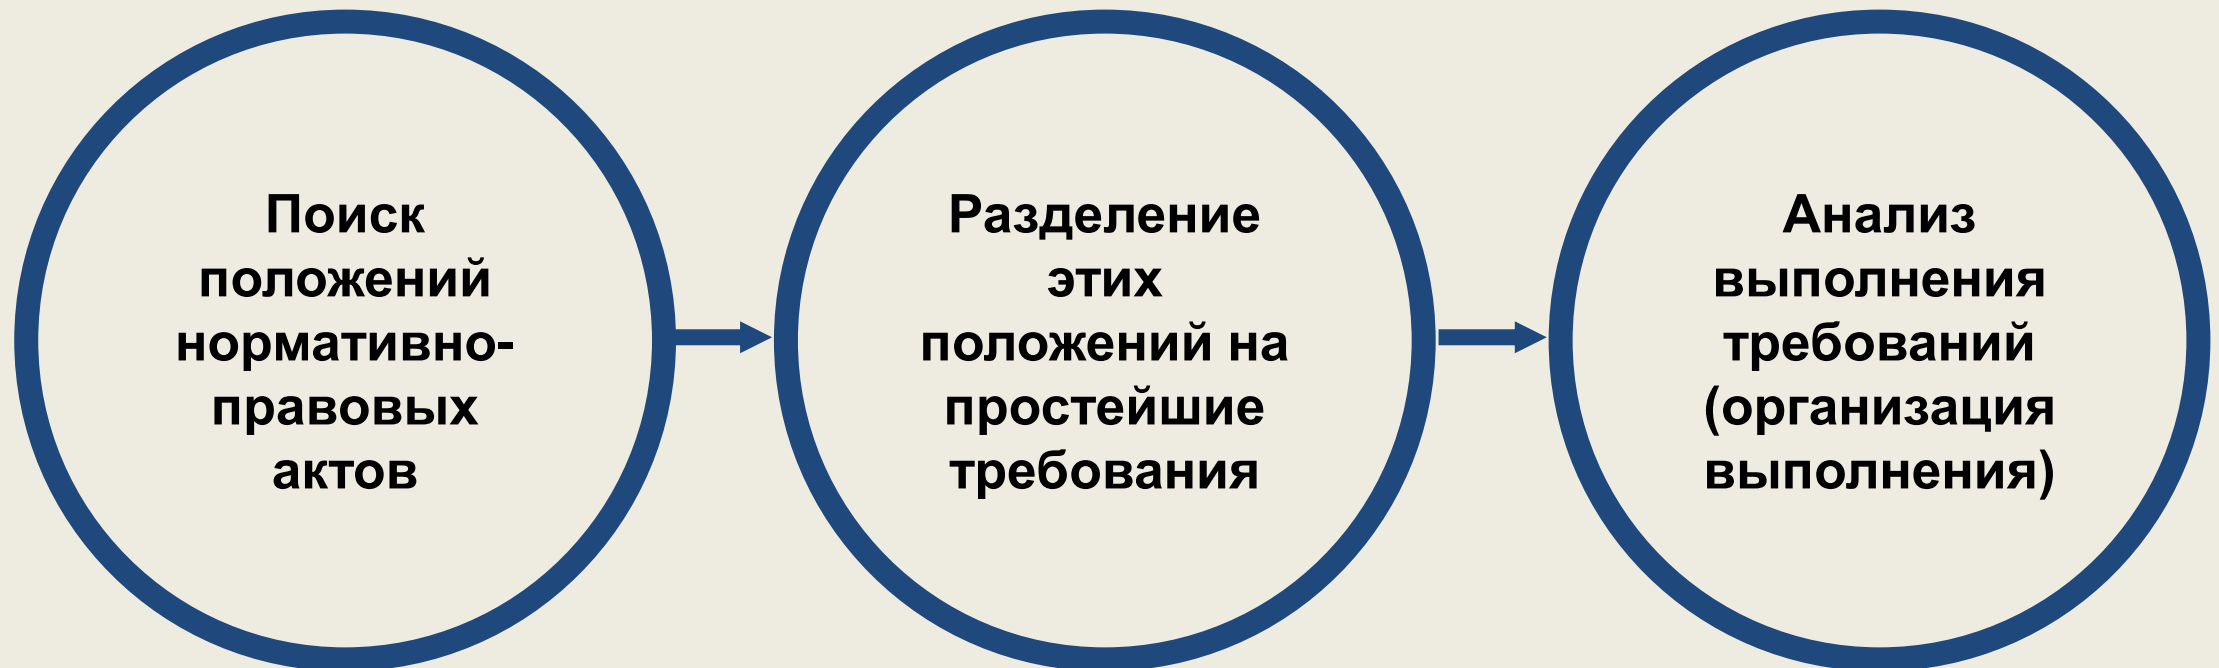 Поиск
положений
нормативно-
правовых
актов
Разделение
этих
положений на
простейшие
требования
Анализ
выполнения
требований
(организация
выполнения)